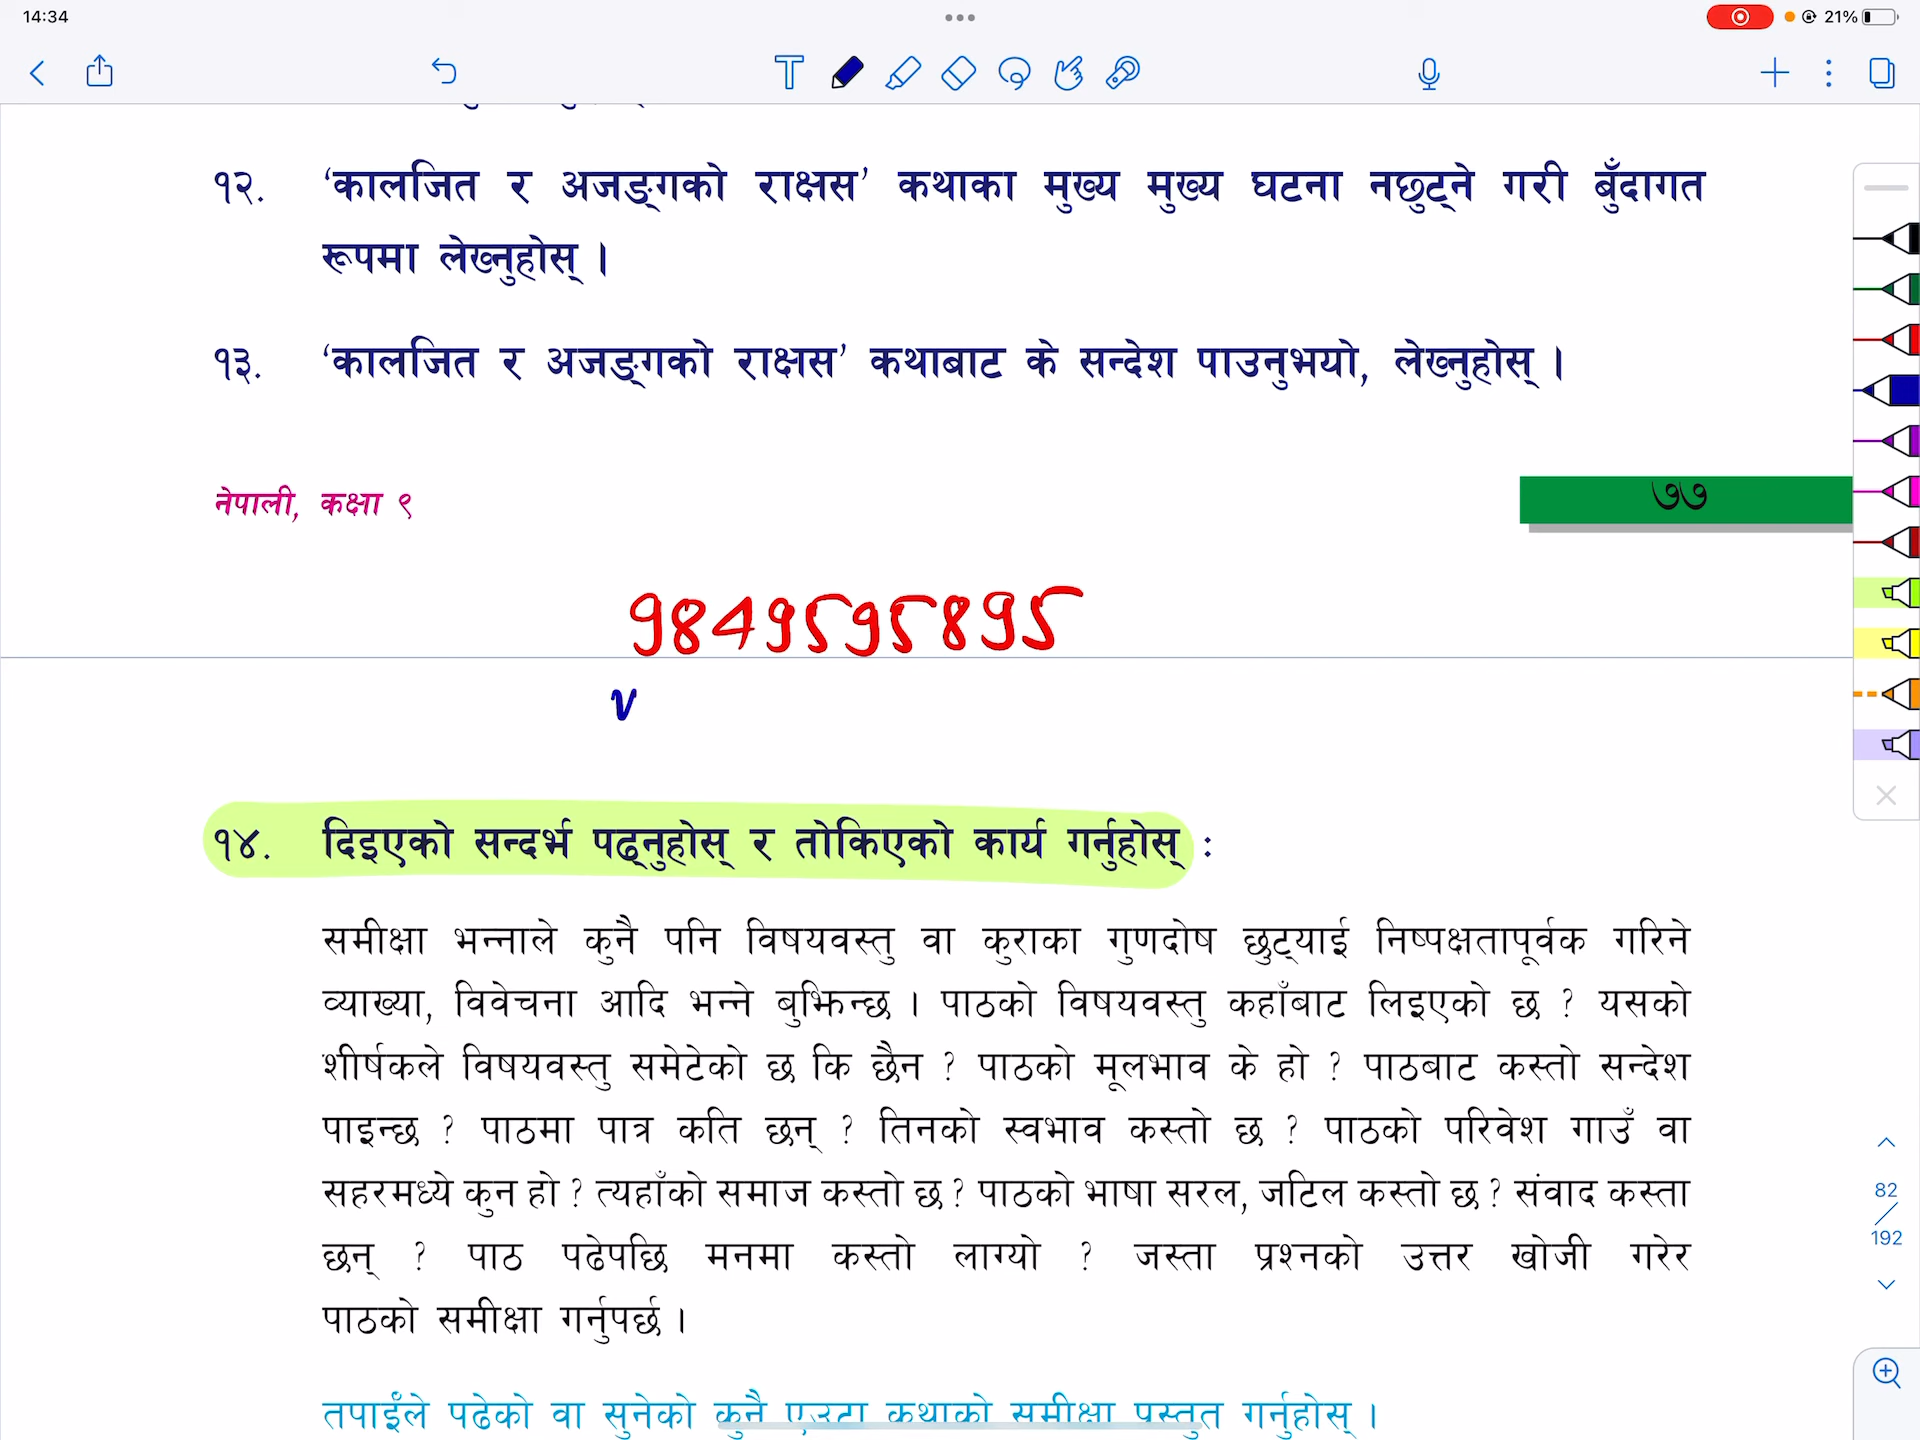 14:34
21%
१२. ‘कालजित र अजङ्गको राक्षस’ कथाका मुख्य मुख्य घटना नछुट्ने गरी बुँदागत
रूपमा लेख्नुहोस् ।
१३. ‘कालजित र अजङ्गको राक्षस’ कथाबाट के सन्देश पाउनुभयो, लेख्नुहोस् ।
नेपाली, कक्षा ९
७७
9849595895
v
१४. दिइएको सन्दर्भ पढ्नुहोस् र तोकिएको कार्य गर्नुहोस् :
समीक्षा भन्नाले कुनै पनि विषयवस्तु वा कुराका गुणदोष छुट्याई निष्पक्षतापूर्वक गरिने
व्याख्या, विवेचना आदि भन्ने बुझिन्छ । पाठको विषयवस्तु कहाँबाट लिइएको छ ? यसको
शीर्षकले विषयवस्तु समेटेको छ कि छैन ? पाठको मूलभाव के हो ? पाठबाट कस्तो सन्देश
पाइन्छ ? पाठमा पात्र कति छन् ? तिनको स्वभाव कस्तो छ ? पाठको परिवेश गाउँ वा
सहरमध्ये कुन हो ? त्यहाँको समाज कस्तो छ ? पाठको भाषा सरल, जटिल कस्तो छ ? संवाद कस्ता
छन् ? पाठ पढेपछि मनमा कस्तो लाग्यो ? जस्ता प्रश्नको उत्तर खोजी गरेर
पाठको समीक्षा गर्नुपर्छ ।
तपाईंले पढेको वा सुनेको कुनै एउटा कथाको समीक्षा प्रस्तुत गर्नुहोस् ।
82
/
192